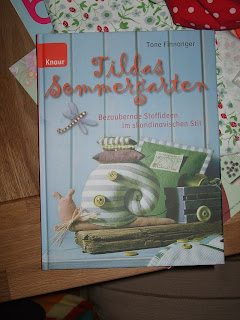 Knaur
Tone Finnanger
Tildas
Sommergarten
Bezaubernde Stoffideen
im skandinavischen Stil